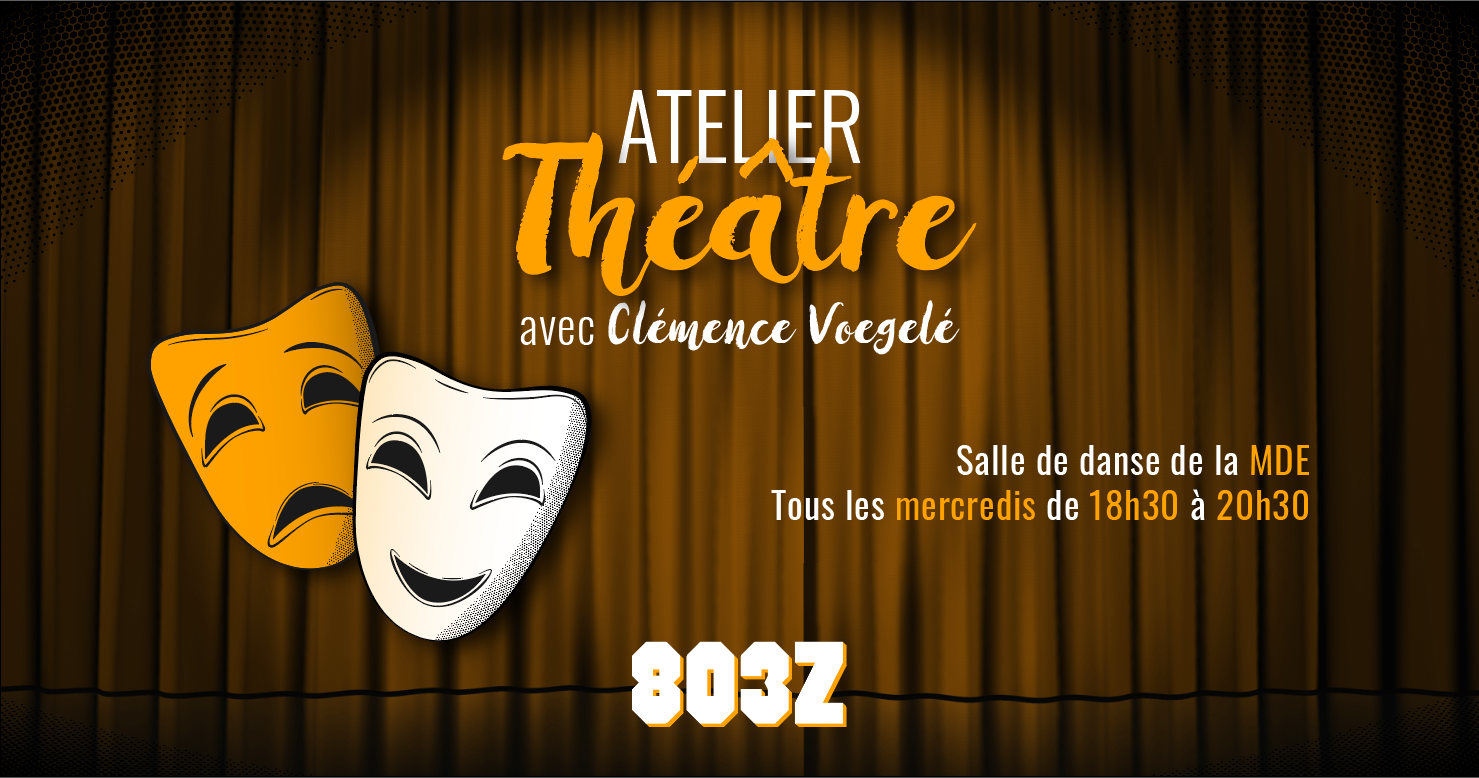 ATELIER
Théâtre
avec Clémence Voegelé
Salle de danse de la MDE
Tous les mercredis de 18h30 à 20h30
803Z